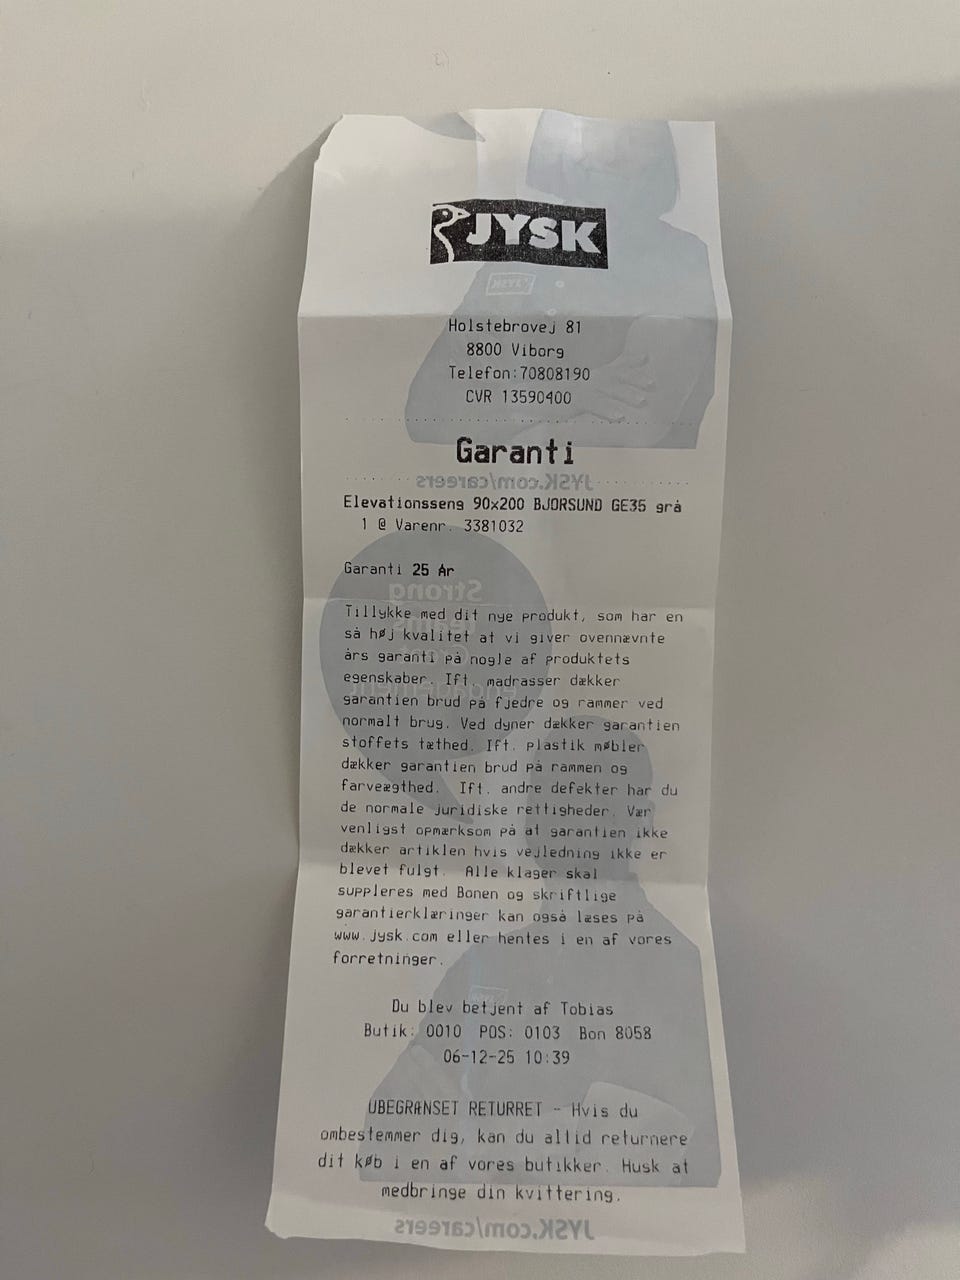 JYSK
JYSK
Holstebrovej 81
8800 Viborg
Telefon:70808190
CVR 13590400
Garanti
JYSK.com/careers
Elevationsseng 90x200 BJORSUND GE35 grå
1 @ Varenr. 3381032
Garanti 25 År
Strong
teams
Great
engagement
Tillykke med dit nye produkt, som har en
så høj kvalitet at vi giver ovennævnte
års garanti på nogle af produktets
egenskaber. Ift. madrasser dækker
garantien brud på fjedre og rammer ved
normalt brug. Ved dyner dækker garantien
stoffets tæthed. Ift. plastik møbler
dækker garantien brud på rammen og
farveægthed. Ift. andre defekter har du
de normale juridiske rettigheder. Vær
venligst opmærksom på at garantien ikke
dækker artiklen hvis vejledning ikke er
blevet fulgt. Alle klager skal
suppleres med Bonen og skriftlige
garantierklæringer kan også læses på
www.jysk.com eller hentes i en af vores
forretninger.
Du blev betjent af Tobias
Butik: 0010 POS: 0103 Bon 8058
06-12-25 10:39
UBEGRÆNSET RETURRET - Hvis du
ombestemmer dig, kan du altid returnere
dit køb i en af vores butikker. Husk at
medbringe din kvittering.
JYSK.com/careers